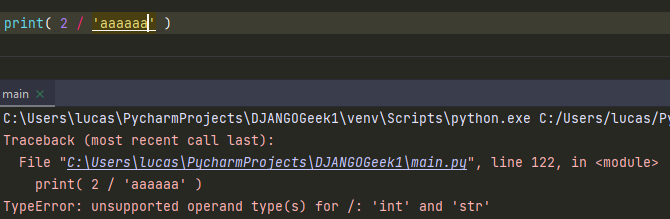 print( 2 / 'aaaaaa' )
main
C:\Users\lucas\PycharmProjects\DJANGOGeek1\venv\Scripts\python.exe C:/Users/lucas/Py
Traceback (most recent call last):
  File "C:\Users\lucas\PycharmProjects\DJANGOGeek1\main.py", line 122, in <module>
    print( 2 / 'aaaaaa' )
TypeError: unsupported operand type(s) for /: 'int' and 'str'